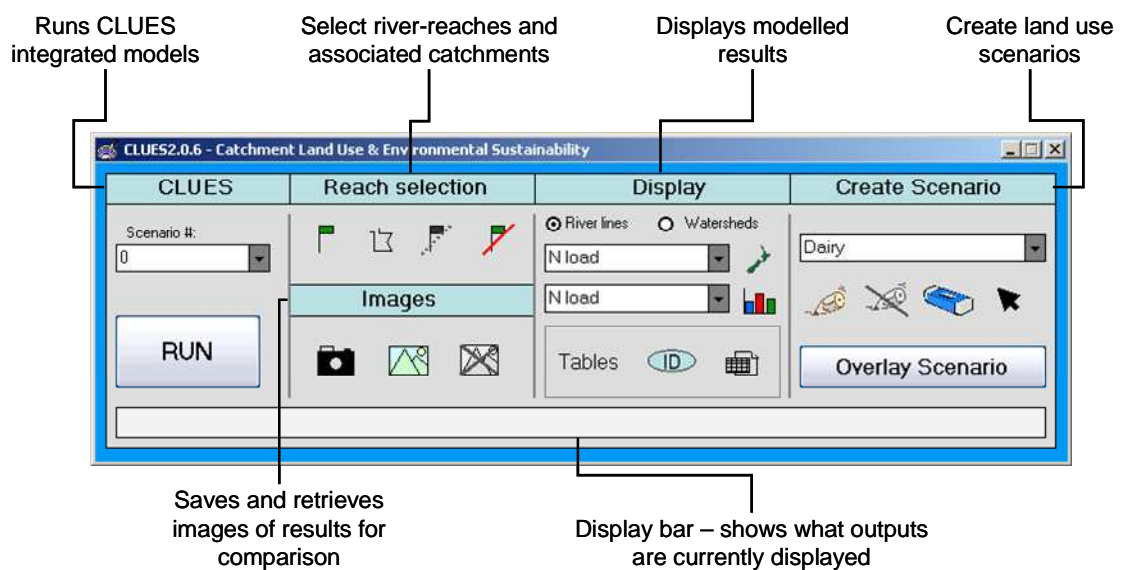 Runs CLUES
integrated models
Select river-reaches and
associated catchments
Displays modelled
results
Create land use
scenarios
CLUES2.0.6 - Catchment Land Use & Environmental Sustainability
CLUES
Reach selection
Display
Create Scenario
Scenario #:
0
RUN
Images
River lines
Watersheds
N load
N load
Tables
ID
Dairy
Overlay Scenario
Saves and retrieves
images of results for
comparison
Display bar – shows what outputs
are currently displayed